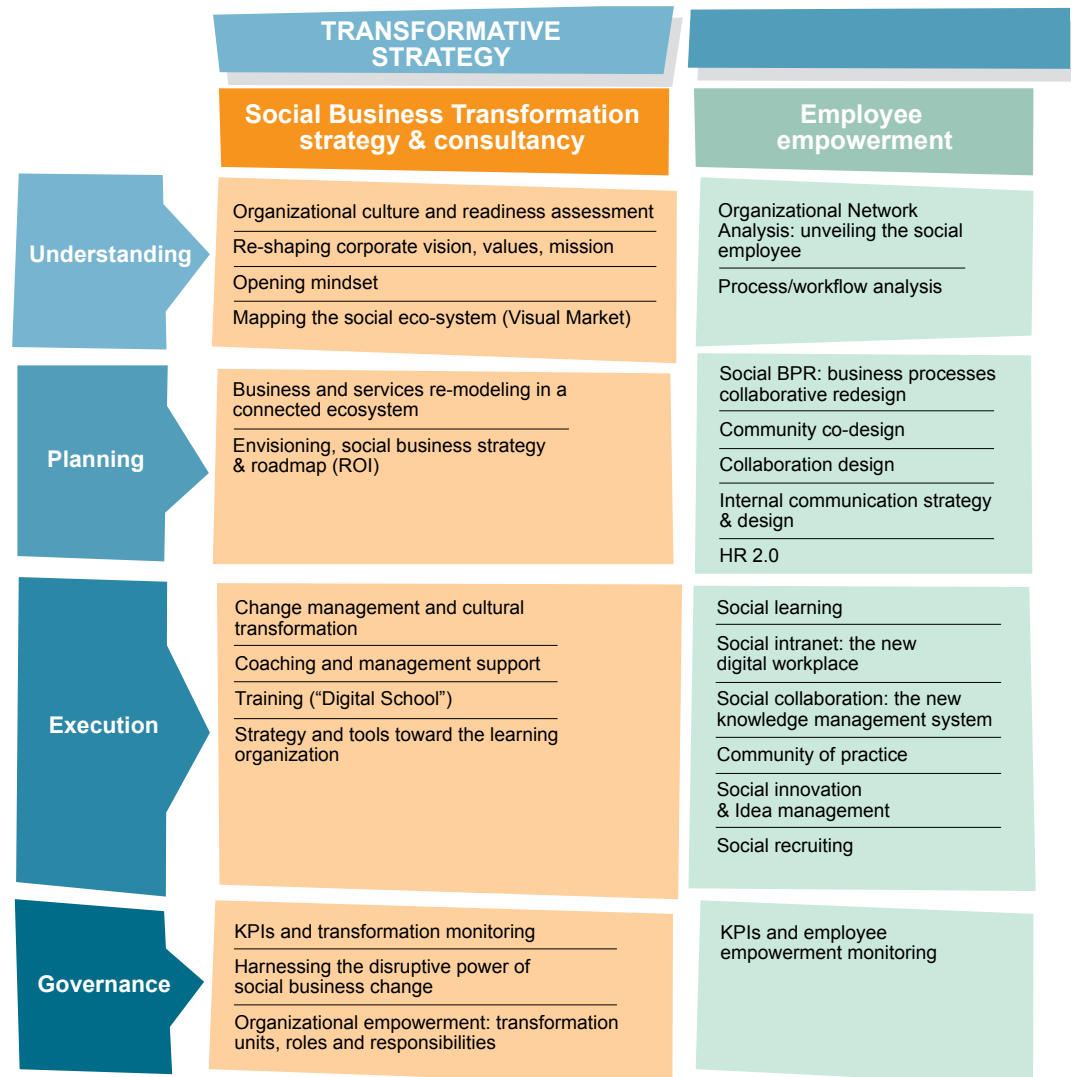 TRANSFORMATIVE
STRATEGY
Social Business Transformation
strategy & consultancy
Employee
empowerment
Understanding
Organizational culture and readiness assessment
Re-shaping corporate vision, values, mission
Opening mindset
Mapping the social eco-system (Visual Market)
Organizational Network
Analysis: unveiling the social
employee
Process/workflow analysis
Planning
Business and services re-modeling in a
connected ecosystem
Envisioning, social business strategy
& roadmap (ROI)
Social BPR: business processes
collaborative redesign
Community co-design
Collaboration design
Internal communication strategy
& design
HR 2.0
Execution
Change management and cultural
transformation
Coaching and management support
Training (“Digital School”)
Strategy and tools toward the learning
organization
Social learning
Social intranet: the new
digital workplace
Social collaboration: the new
knowledge management system
Community of practice
Social innovation
& Idea management
Social recruiting
Governance
KPIs and transformation monitoring
Harnessing the disruptive power of
social business change
Organizational empowerment: transformation
units, roles and responsibilities
KPIs and employee
empowerment monitoring